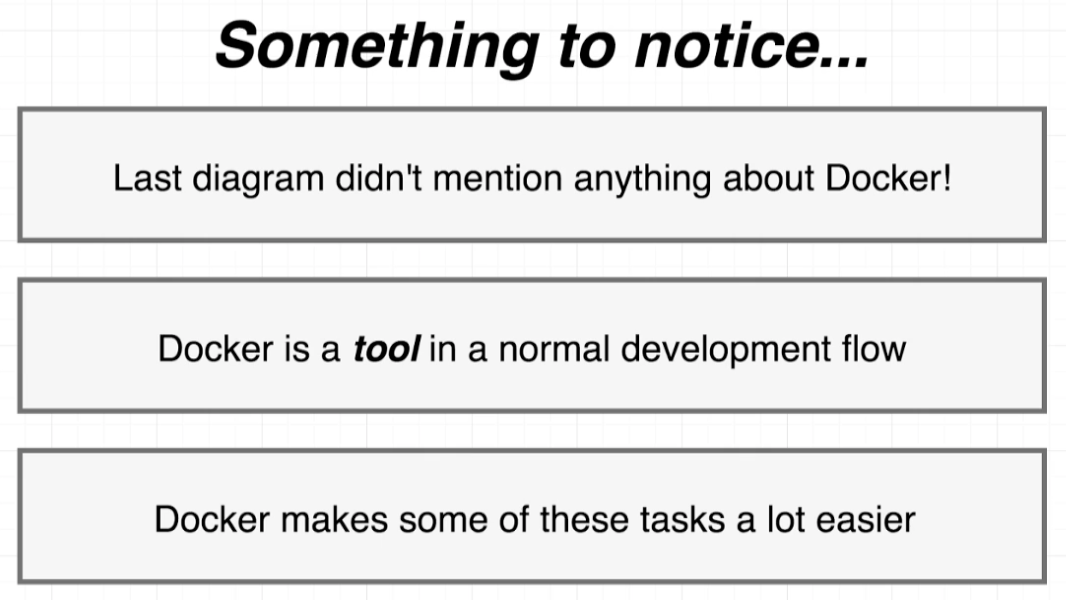 Something to notice...
Last diagram didn't mention anything about Docker!
Docker is a tool in a normal development flow
Docker makes some of these tasks a lot easier